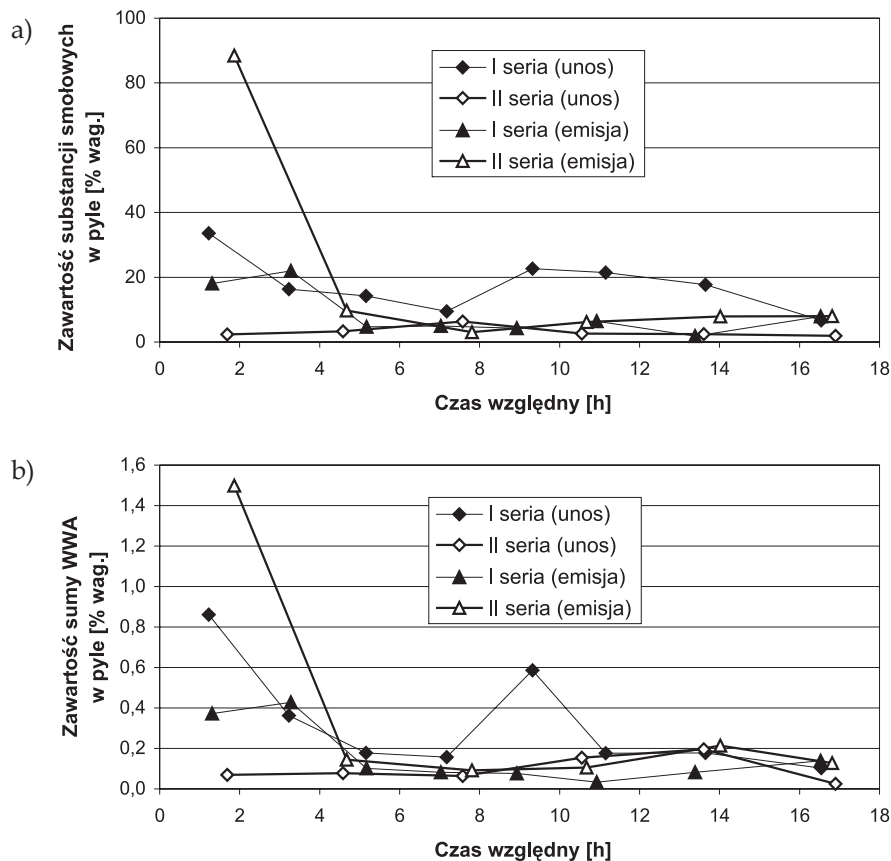 a)
Zawartość substancji smołowych
w pyle [% wag.]
100
80
60
40
20
0
I seria (unos)
II seria (unos)
I seria (emisja)
II seria (emisja)
0 2 4 6 8 10 12 14 16 18
Czas względny [h]
b)
Zawartość sumy WWA
w pyle [% wag.]
1,6
1,4
1,2
1,0
0,8
0,6
0,4
0,2
0,0
I seria (unos)
II seria (unos)
I seria (emisja)
II seria (emisja)
0 2 4 6 8 10 12 14 16 18
Czas względny [h]